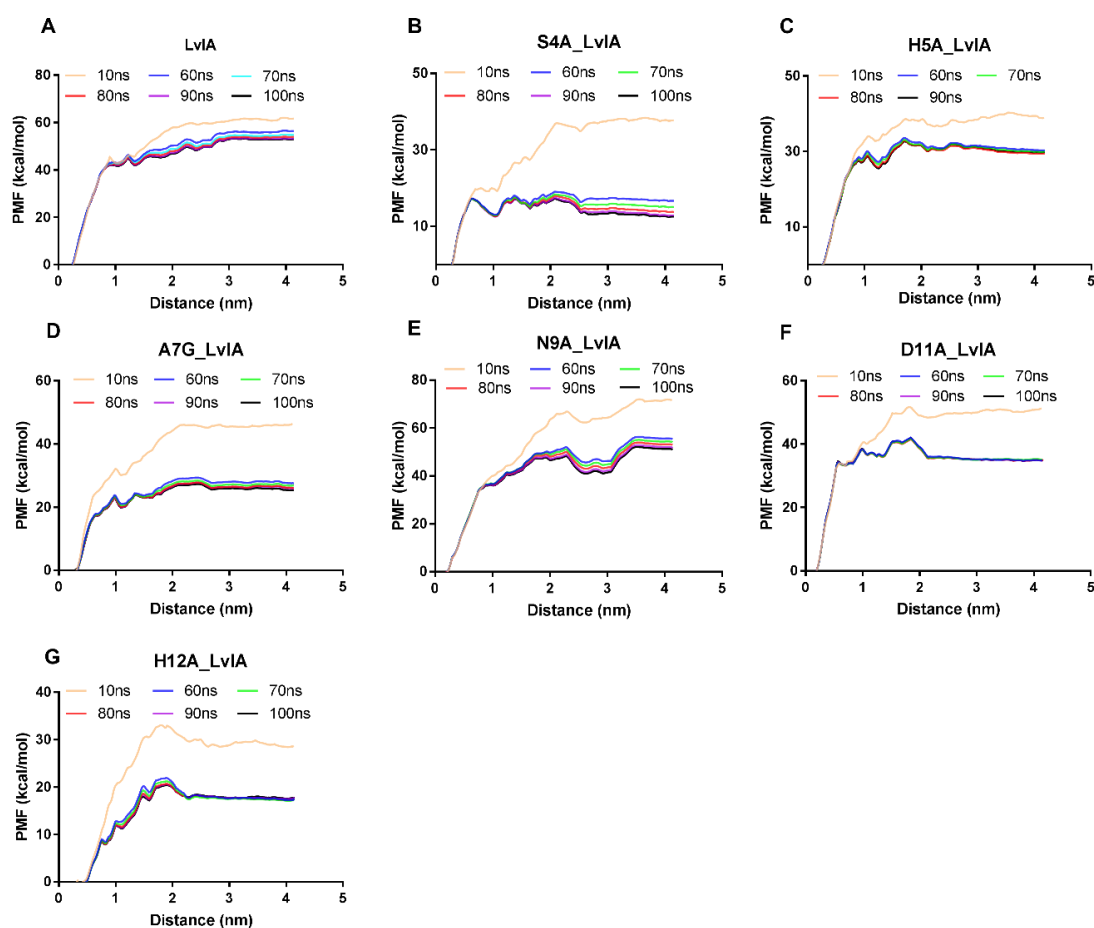 A
LvIA
10ns 60ns 70ns
80ns 90ns 100ns
PMF (kcal/mol)
80
60
40
20
0
0 1 2 3 4 5
Distance (nm)
B
S4A_LvIA
10ns 60ns 70ns
80ns 90ns 100ns
PMF (kcal/mol)
50
30
10
0 1 2 3 4 5
Distance (nm)
C
H5A_LvIA
10ns 60ns 70ns
80ns 90ns
PMF (kcal/mol)
50
30
10
0 1 2 3 4 5
Distance (nm)
D
A7G_LvIA
10ns 60ns 70ns
80ns 90ns 100ns
PMF (kcal/mol)
60
40
20
0
0 1 2 3 4 5
Distance (nm)
E
N9A_LvIA
10ns 60ns 70ns
80ns 90ns 100ns
PMF (kcal/mol)
80
60
40
20
0
0 1 2 3 4 5
Distance (nm)
F
D11A_LvIA
10ns 60ns 70ns
80ns 90ns 100ns
PMF (kcal/mol)
60
40
20
0
0 1 2 3 4 5
Distance (nm)
G
H12A_LvIA
10ns 60ns 70ns
80ns 90ns 100ns
PMF (kcal/mol)
40
30
20
10
0
0 1 2 3 4 5
Distance (nm)